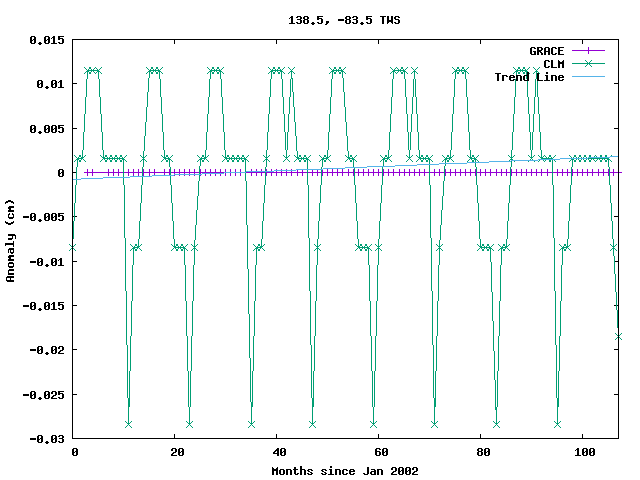 138.5, -83.5 TWS
GRACE
CLM
Trend Line
0.015
0.01
0.005
0
-0.005
-0.01
-0.015
-0.02
-0.025
-0.03
Anomaly (cm)
0 20 40 60 80 100
Months since Jan 2002